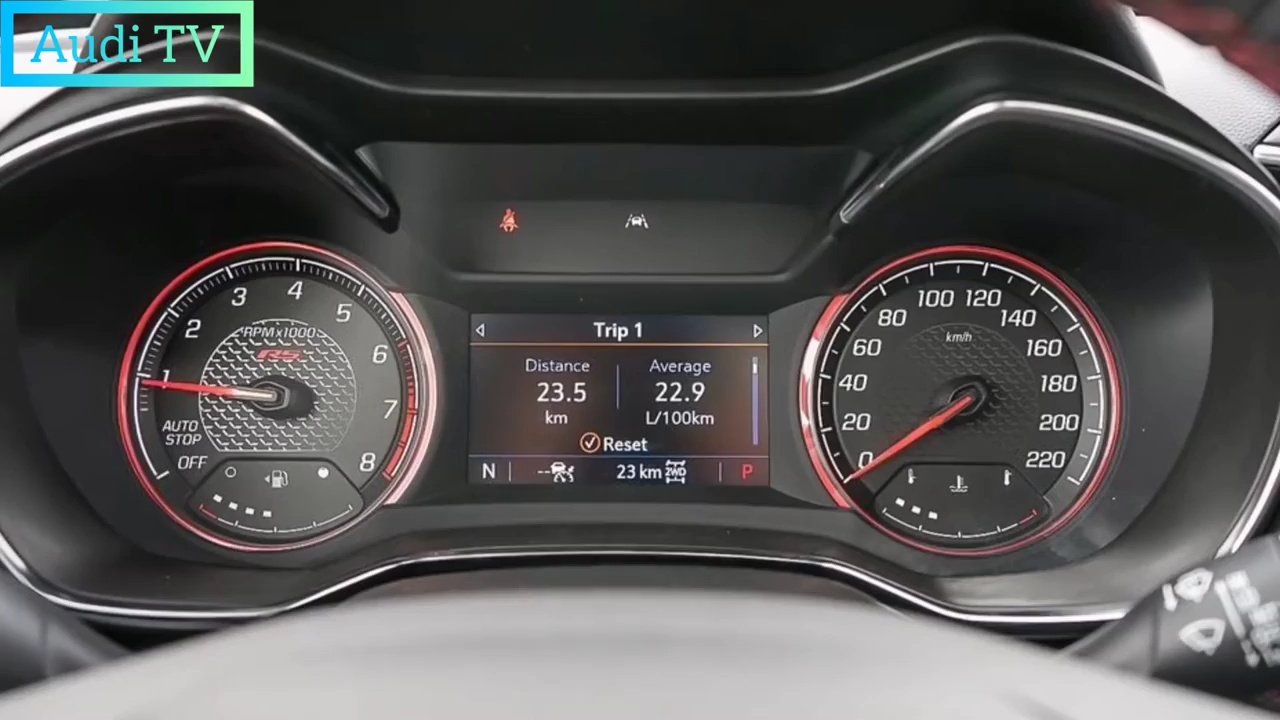 Audi TV
RPM x1000
RS
1
2
3
4
5
6
7
8
AUTO
STOP
OFF
Trip 1
Distance
Average
23.5
22.9
km
L/100km
Reset
N
23 km
2WD
P
km/h
0
20
40
60
80
100
120
140
160
180
200
220